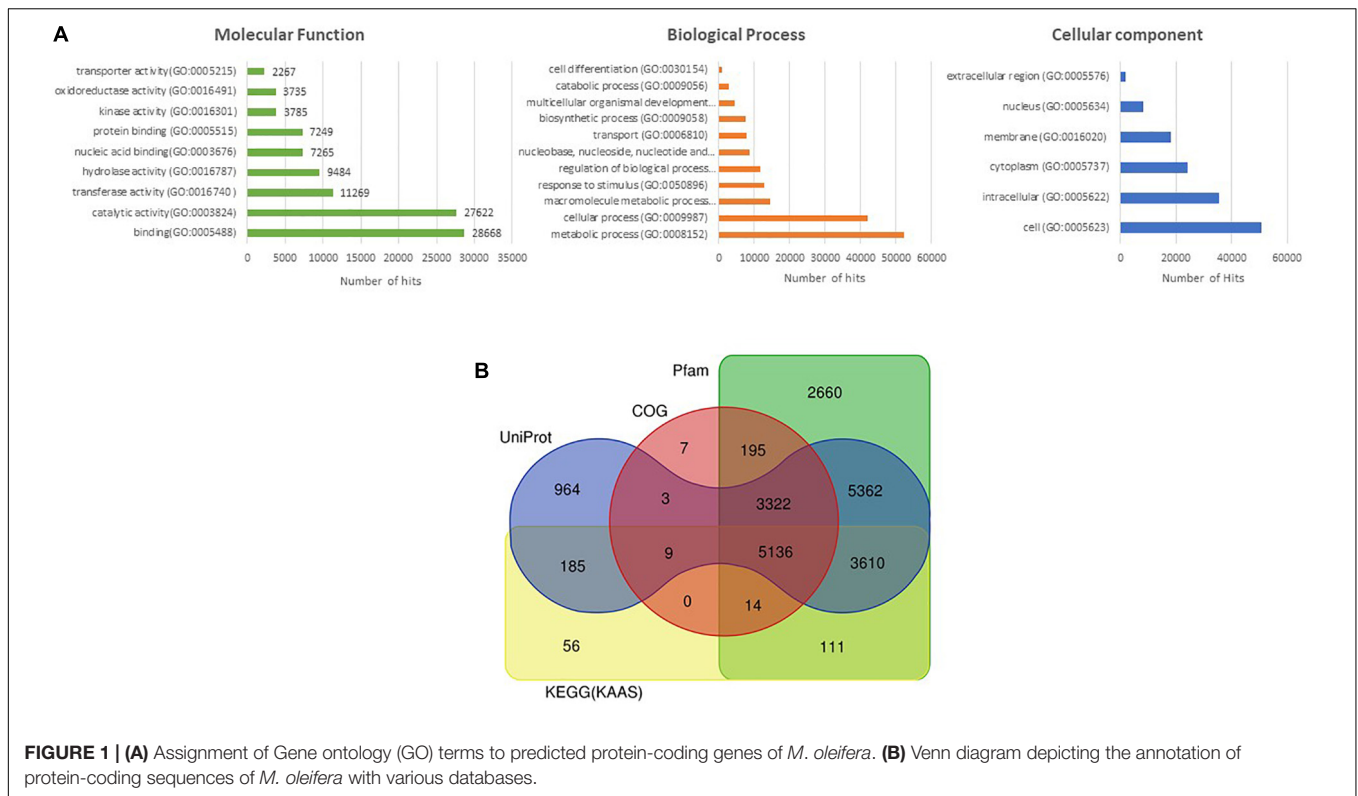 A
Molecular Function
transporter activity(GO:0005215)
2267
oxidoreductase activity (GO:0016491)
3735
kinase activity (GO:0016301)
3785
protein binding (GO:0005515)
7249
nucleic acid binding(GO:0003676)
7265
hydrolase activity (GO:0016787)
9484
transferase activity (GO:0016740 )
11269
catalytic activity(GO:0003824)
27622
binding(GO:0005488)
28668
0 5000 10000 15000 20000 25000 30000 35000
Number of hits
Biological Process
cell differentiation (GO:0030154)
catabolic process (GO:0009056)
multicellular organismal development...
biosynthetic process (GO:0009058)
transport (GO:0006810)
nucleobase, nucleoside, nucleotide and...
regulation of biological process...
response to stimulus (GO:0050896)
macromolecule metabolic process...
cellular process (GO:0009987)
metabolic process (GO:0008152)
0 10000 20000 30000 40000 50000 60000
Number of hits
Cellular component
extracellular region (GO:0005576)
nucleus (GO:0005634)
membrane (GO:0016020)
cytoplasm (GO:0005737)
intracellular (GO:0005622)
cell (GO:0005623)
0 20000 40000 60000
Number of Hits
B
Pfam
2660
COG
7
195
UniProt
964
3
3322
5362
185
9
5136
3610
0
14
56
111
KEGG(KAAS)
FIGURE 1 | (A) Assignment of Gene ontology (GO) terms to predicted protein-coding genes of M. oleifera. (B) Venn diagram depicting the annotation of
protein-coding sequences of M. oleifera with various databases.